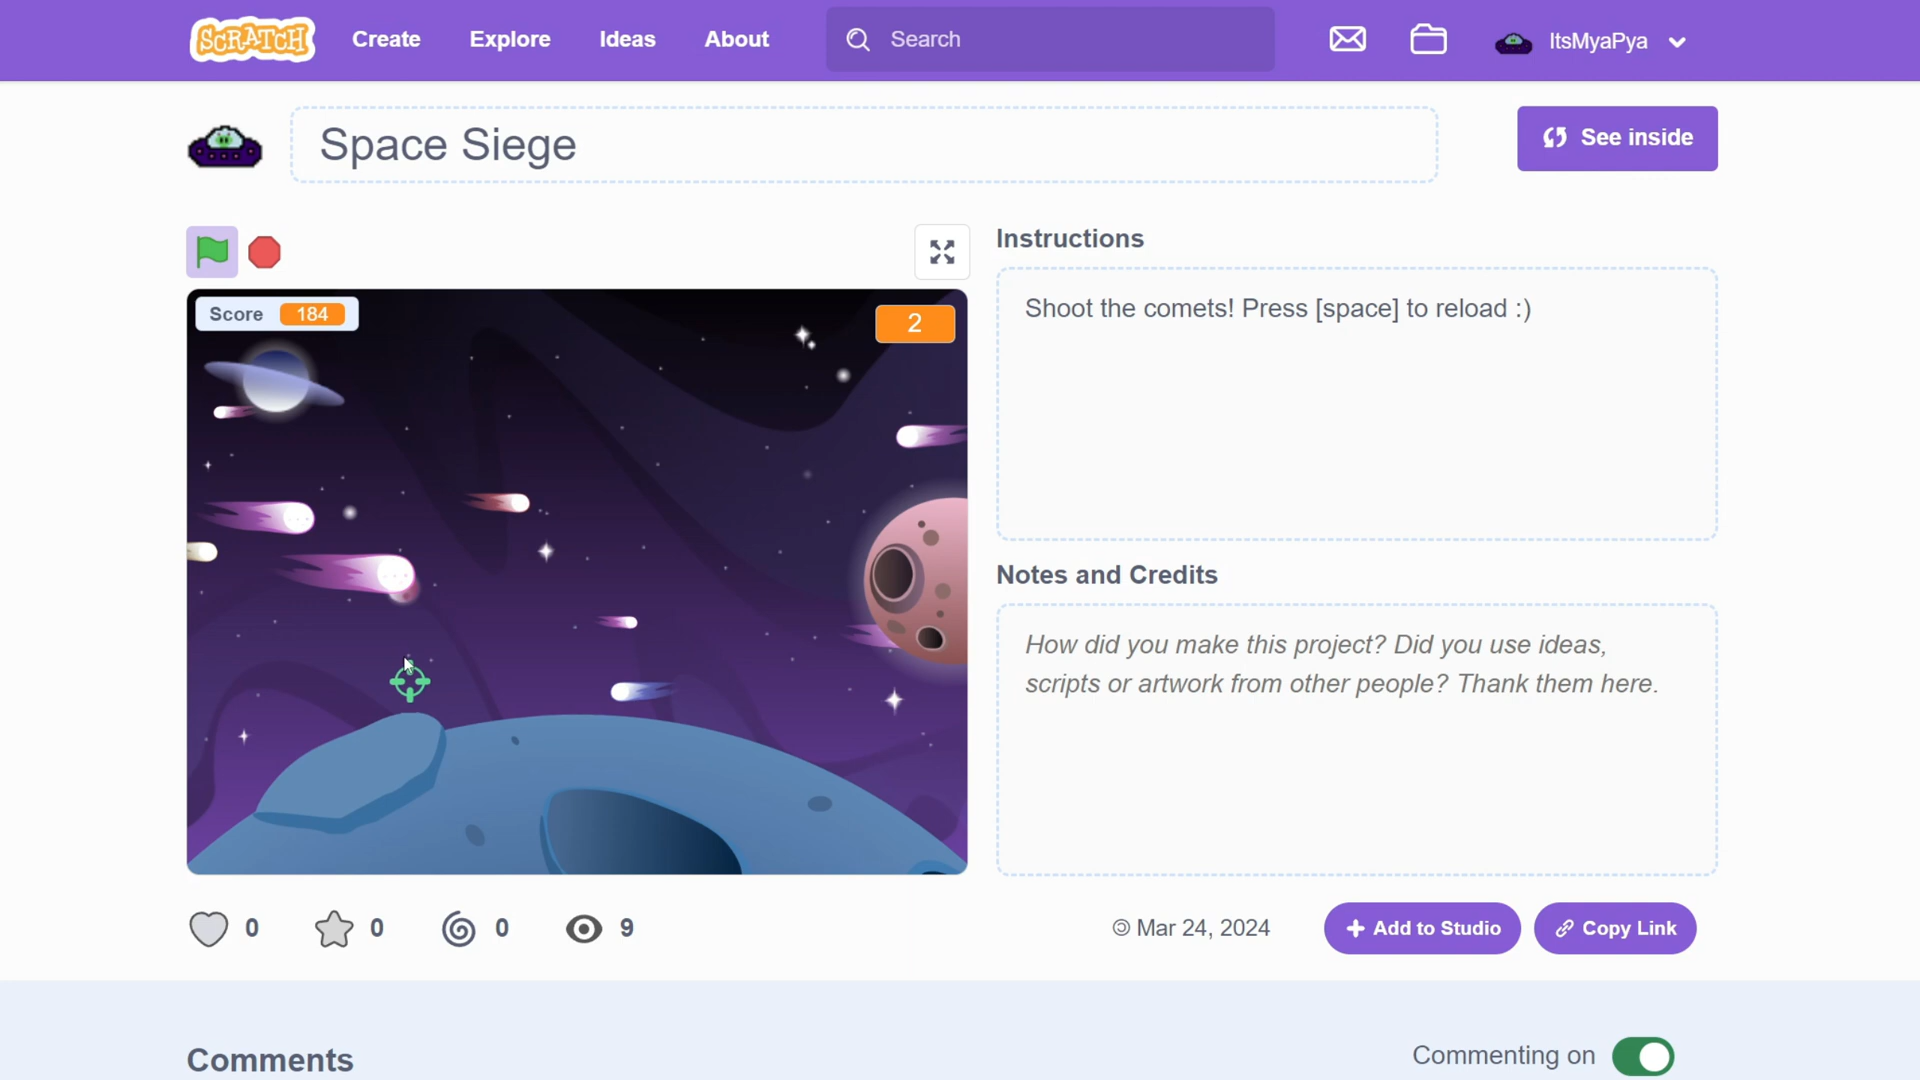 SCRATCH
Create
Explore
Ideas
About
Search
ItsMyaPya
Space Siege
See inside
Score 184
2
Instructions
Shoot the comets! Press [space] to reload :)
Notes and Credits
How did you make this project? Did you use ideas,
scripts or artwork from other people? Thank them here.
0
0
0
9
Mar 24, 2024
Add to Studio
Copy Link
Comments
Commenting on